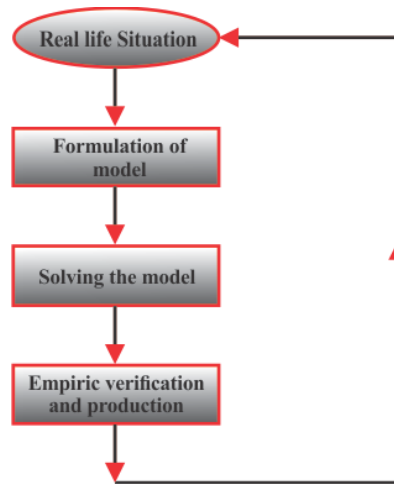 Real life Situation
Formulation of
model
Solving the model
Empiric verification
and production